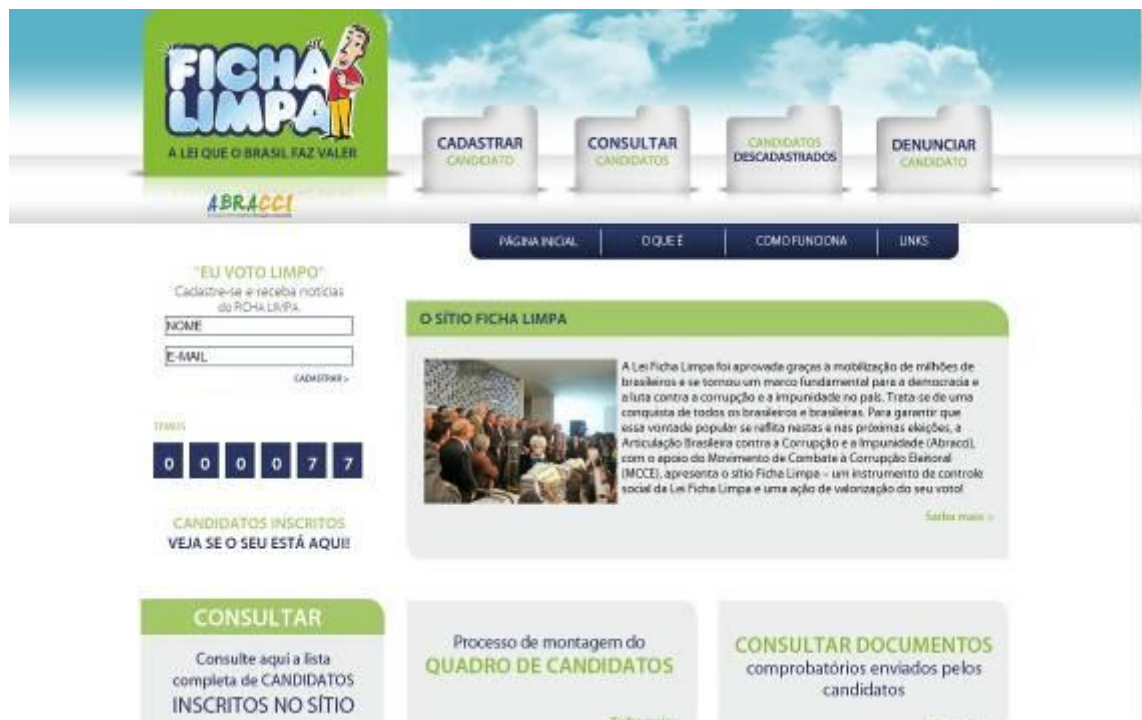 FICHA
LIMPA
A LEI QUE O BRASIL FAZ VALER
ABRACCI
CADASTRAR
CANDIDATO
CONSULTAR
CANDIDATOS
CANDIDATOS
DESCADASTRADOS
DENUNCIAR
CANDIDATO
PÁGINA INICIAL
O QUE É
COMO FUNCIONA
LINKS
"EU VOTO LIMPO"
Cadastre-se e receba notícias
do FICHA LIMPA.
NOME
E-MAIL
CADASTRAR >
TEMOS
0 0 0 0 7 7
CANDIDATOS INSCRITOS
VEJA SE O SEU ESTÁ AQUI!
O SÍTIO FICHA LIMPA
A Lei Ficha Limpa foi aprovada graças à mobilização de milhões de
brasileiros e se tornou um marco fundamental para a democracia e
a luta contra a corrupção e a impunidade no país. Trata-se de uma
conquista de todos os brasileiros e brasileiras. Para garantir que
essa vontade popular se reflita nestas e nas próximas eleições, a
Articulação Brasileira contra a Corrupção e a Impunidade (Abracci),
com o apoio do Movimento de Combate à Corrupção Eleitoral
(MCCE), apresenta o sítio Ficha Limpa – um instrumento de controle
social da Lei Ficha Limpa e uma ação de valorização do seu voto!
Saiba mais >
CONSULTAR
Consulte aqui a lista
completa de CANDIDATOS
INSCRITOS NO SÍTIO
Processo de montagem do
QUADRO DE CANDIDATOS
CONSULTAR DOCUMENTOS
comprobatórios enviados pelos
candidatos